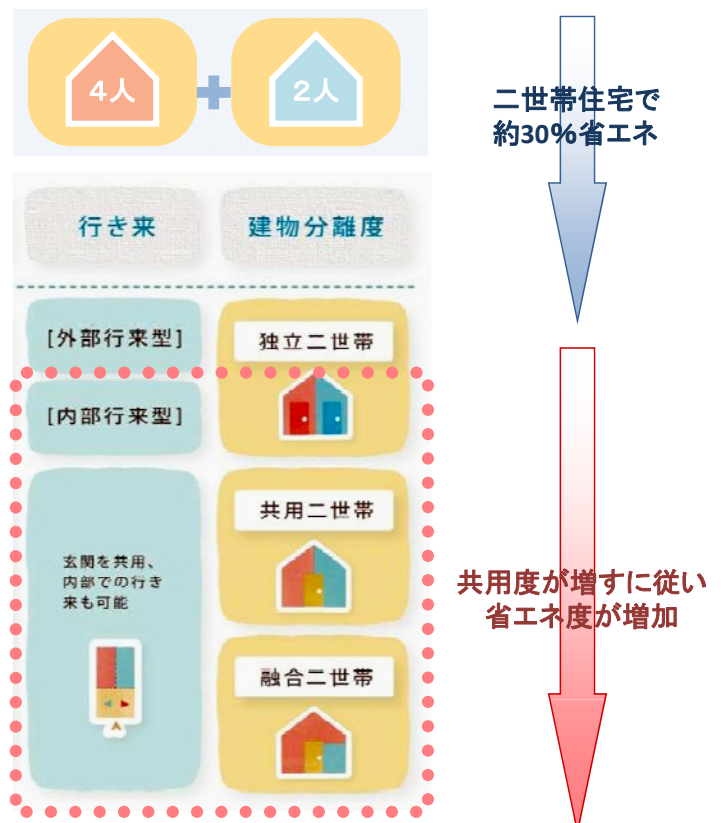 4人
2人
二世帯住宅で
約30%省エネ
行き来
建物分離度
[外部行来型]
独立二世帯
[内部行来型]
共用二世帯
玄関を共用、
内部での行き
来も可能
融合二世帯
共用度が増すに従い
省エネ度が増加